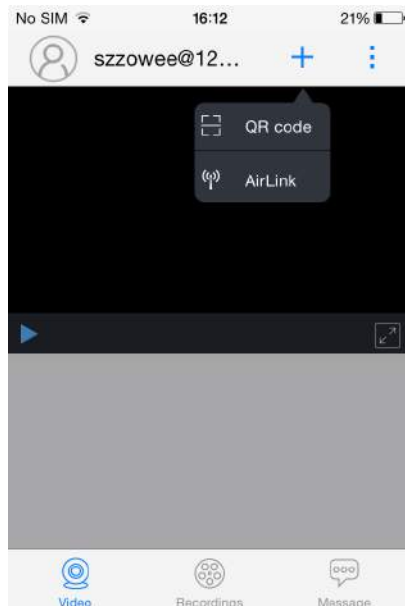 No SIM 16:12 21%
szzowee@12...
QR code
AirLink
Video Recordings Message